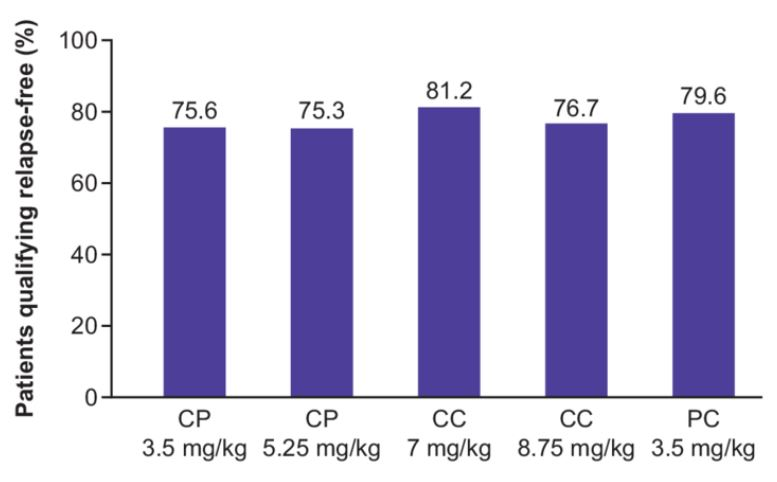 Patients qualifying relapse-free (%)
100
80
60
40
20
0
75.6
75.3
81.2
76.7
79.6
CP
3.5 mg/kg
CP
5.25 mg/kg
CC
7 mg/kg
CC
8.75 mg/kg
PC
3.5 mg/kg